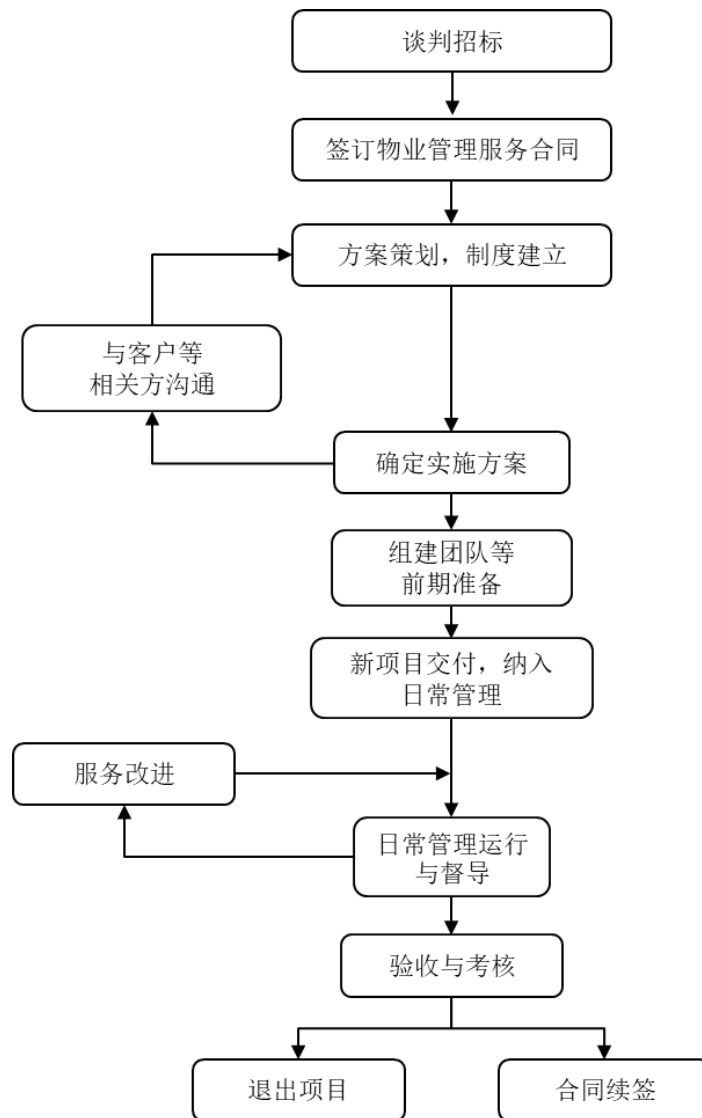 谈判招标
签订物业管理服务合同
方案策划，制度建立
与客户等
相关方沟通
确定实施方案
组建团队等
前期准备
新项目交付，纳入
日常管理
服务改进
日常管理运行
与督导
验收与考核
退出项目
合同续签